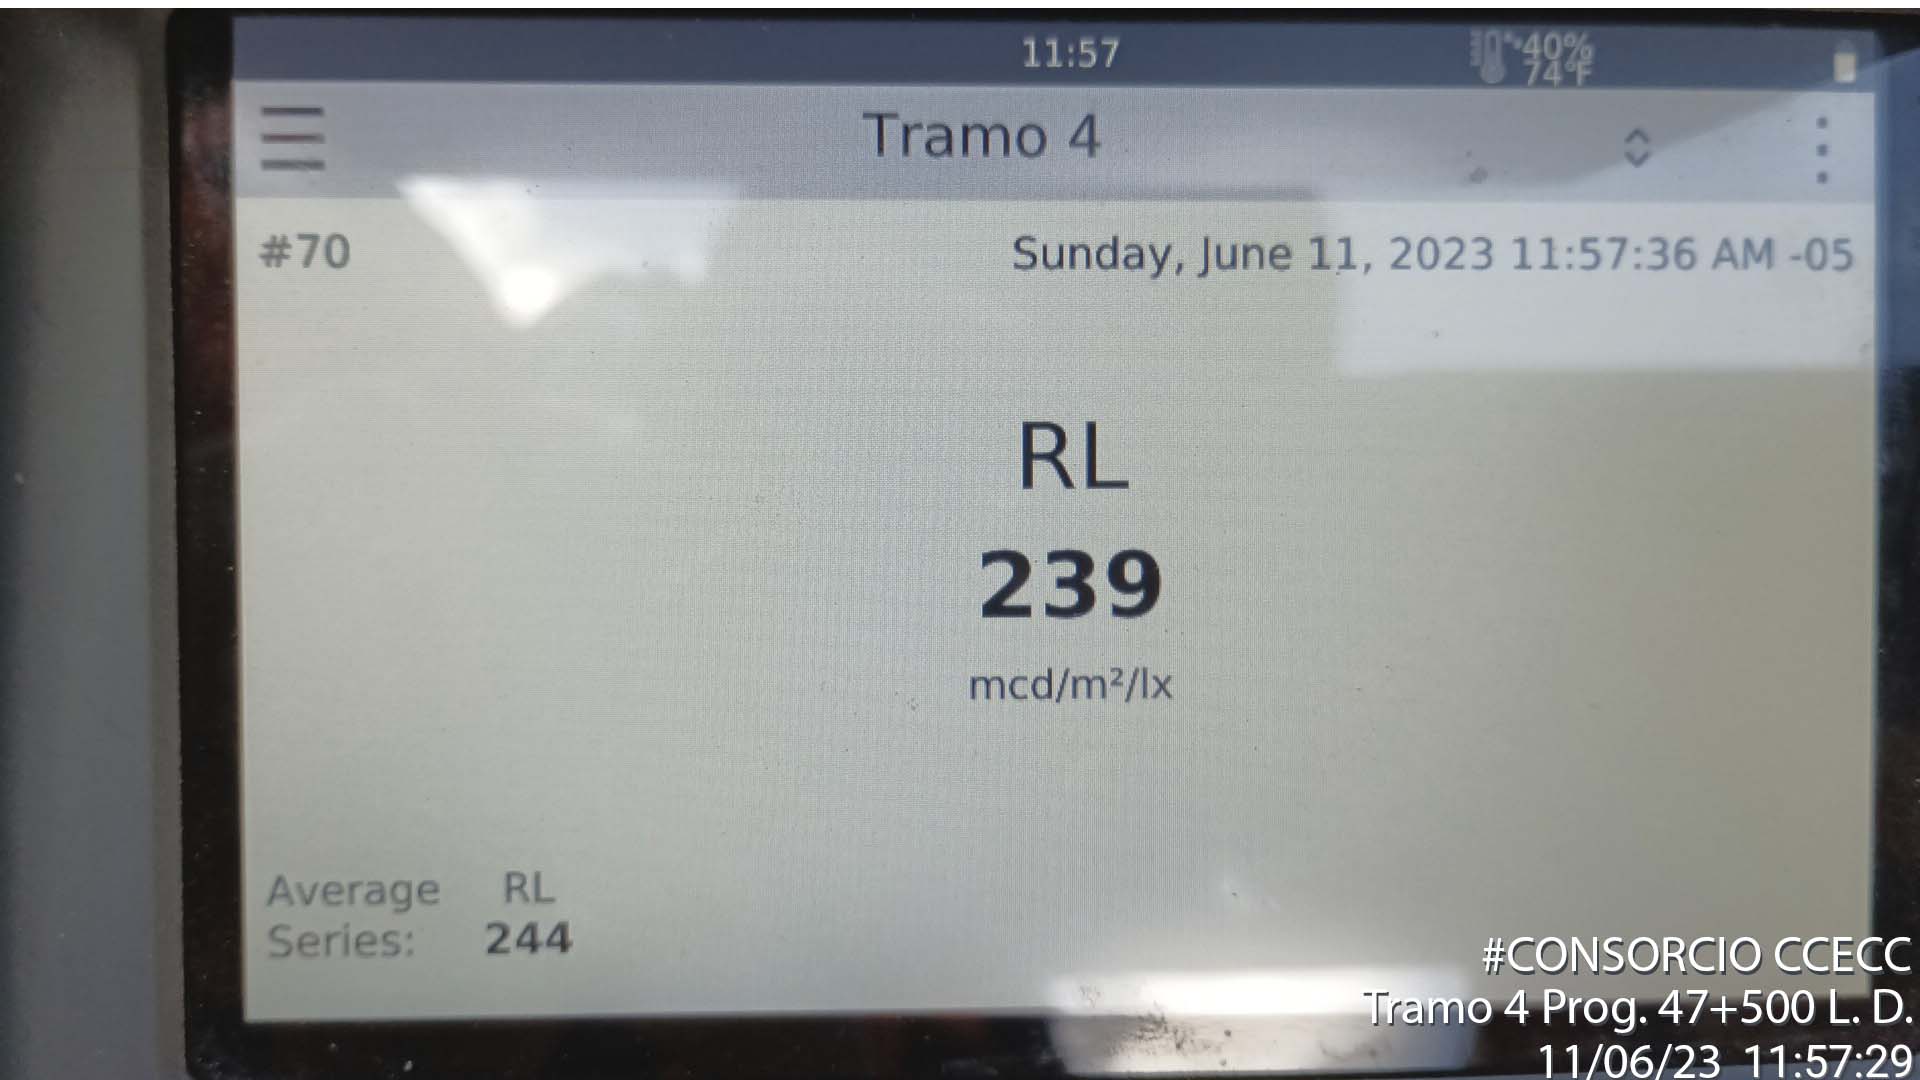 11:57
40%
74°F
Tramo 4
#70
Sunday, June 11, 2023 11:57:36 AM -05
RL
239
mcd/m²/lx
Average RL
Series: 244
#CONSORCIO CCECC
Tramo 4 Prog. 47+500 L. D.
11/06/23 11:57:29